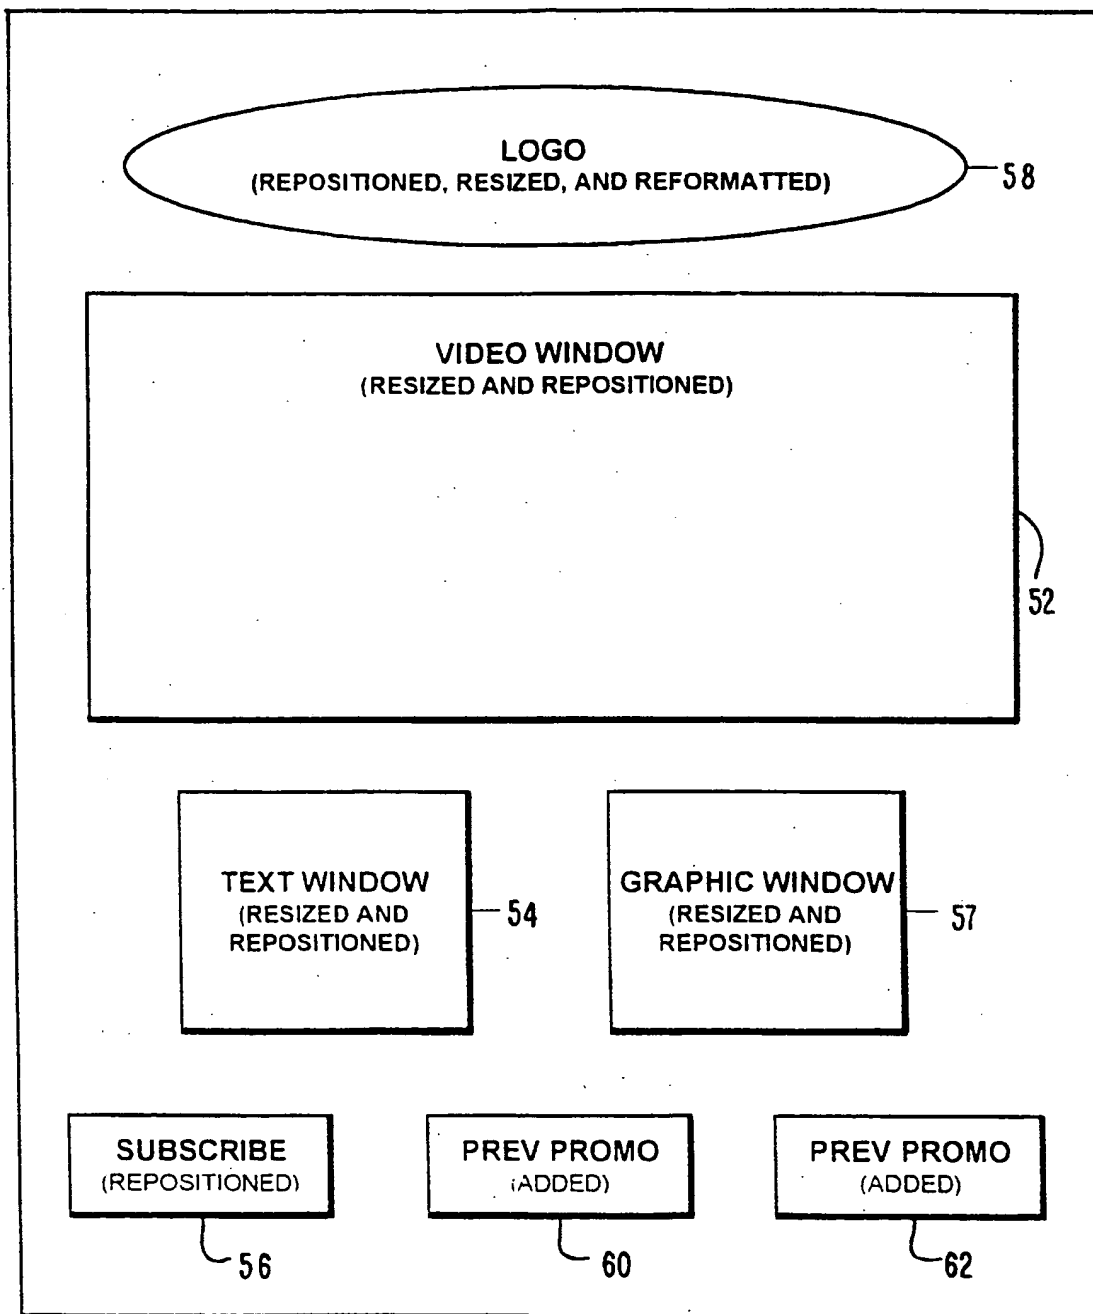 LOGO
(REPOSITIONED, RESIZED, AND REFORMATTED)
58
VIDEO WINDOW
(RESIZED AND REPOSITIONED)
52
TEXT WINDOW
(RESIZED AND
REPOSITIONED)
54
GRAPHIC WINDOW
(RESIZED AND
REPOSITIONED)
57
SUBSCRIBE
(REPOSITIONED)
56
PREV PROMO
(ADDED)
60
PREV PROMO
(ADDED)
62